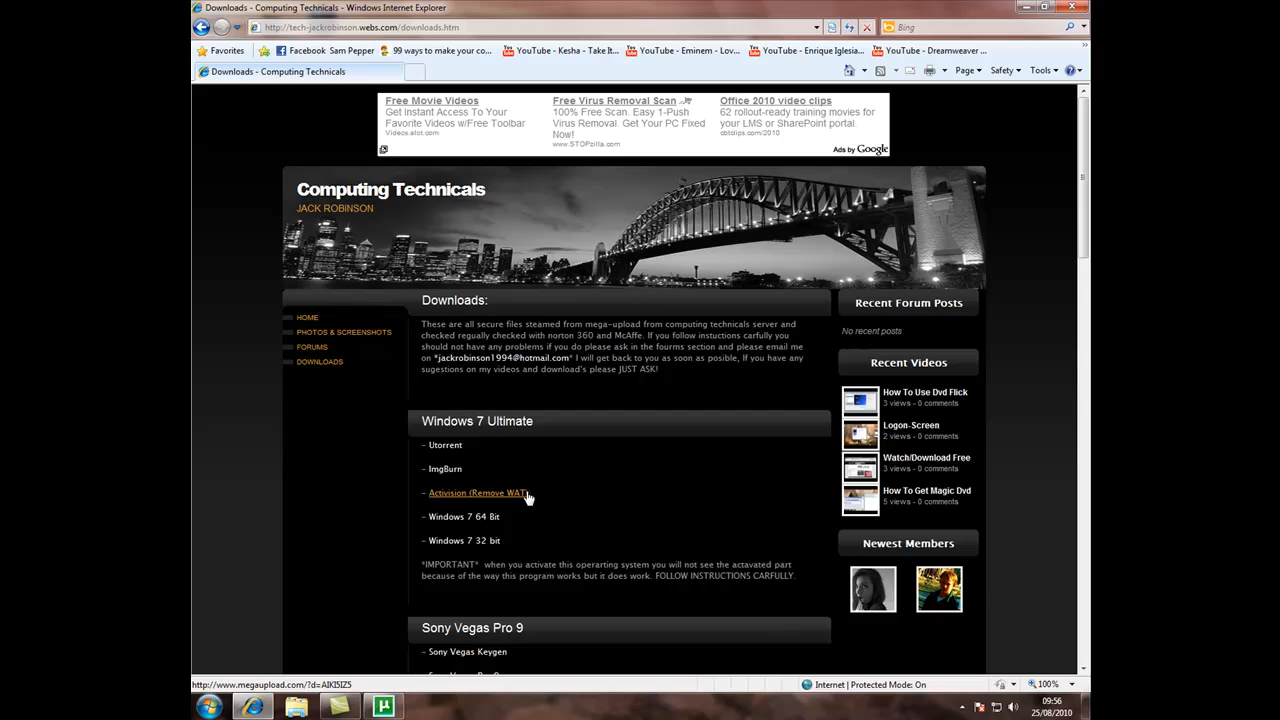 Downloads - Computing Technicals - Windows Internet Explorer
http://tech-jackrobinson.webs.com/downloads.htm
Bing
Favorites
Facebook Sam Pepper
99 ways to make your co...
YouTube - Kesha - Take It...
YouTube - Eminem - Lov...
YouTube - Enrique Iglesia...
YouTube - Dreamweaver ...
Downloads - Computing Technicals
Page
Safety
Tools
Free Movie Videos
Get Instant Access To Your
Favorite Videos w/Free Toolbar
Videos.alot.com
Free Virus Removal Scan
100% Free Scan. Easy 1-Push
Virus Removal. Get Your PC Fixed
Now!
www.STOPzilla.com
Office 2010 video clips
62 rollout-ready training movies for
your LMS or SharePoint portal.
cbtclips.com/2010
Ads by Google
Computing Technicals
JACK ROBINSON
HOME
PHOTOS & SCREENSHOTS
FORUMS
DOWNLOADS
Downloads:
These are all secure files steamed from mega-upload from computing technicals server and
checked regually checked with norton 360 and McAffe. If you follow instuctions carfully you
should not have any problems if you do please ask in the fourms section and please email me
on *jackrobinson1994@hotmail.com* I will get back to you as soon as posible, If you have any
sugestions on my videos and download's please JUST ASK!
Windows 7 Ultimate
- Utorrent
- ImgBurn
- Activision (Remove WAT)
- Windows 7 64 Bit
- Windows 7 32 bit
*IMPORTANT* when you activate this operarting system you will not see the actavated part
because of the way this program works but it does work. FOLLOW INSTRUCTIONS CARFULLY.
Sony Vegas Pro 9
- Sony Vegas Keygen
Recent Forum Posts
No recent posts
Recent Videos
How To Use Dvd Flick
3 views - 0 comments
Logon-Screen
2 views - 0 comments
Watch/Download Free
3 views - 0 comments
How To Get Magic Dvd
5 views - 0 comments
Newest Members
http://www.megaupload.com/?d=AIKI5IZ5
Internet | Protected Mode: On
100%
09:56
25/08/2010